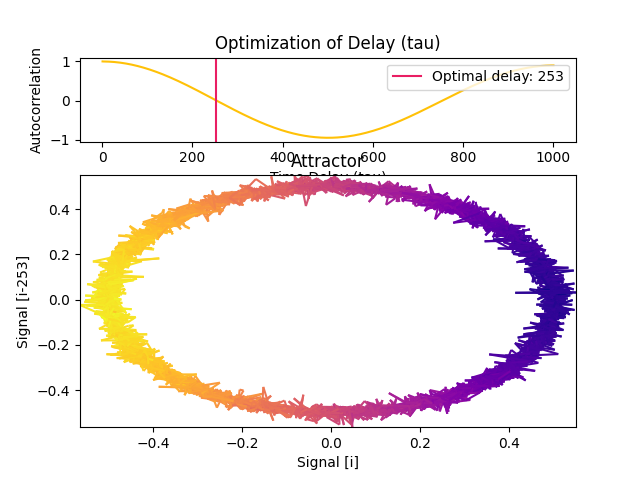 Optimization of Delay (tau)
Autocorrelation
1
0
−1
Optimal delay: 253
0
200
400
600
800
1000
Time Delay (tau)
Attractor
Signal [i-253]
0.4
0.2
0.0
−0.2
−0.4
−0.4
−0.2
0.0
0.2
0.4
Signal [i]